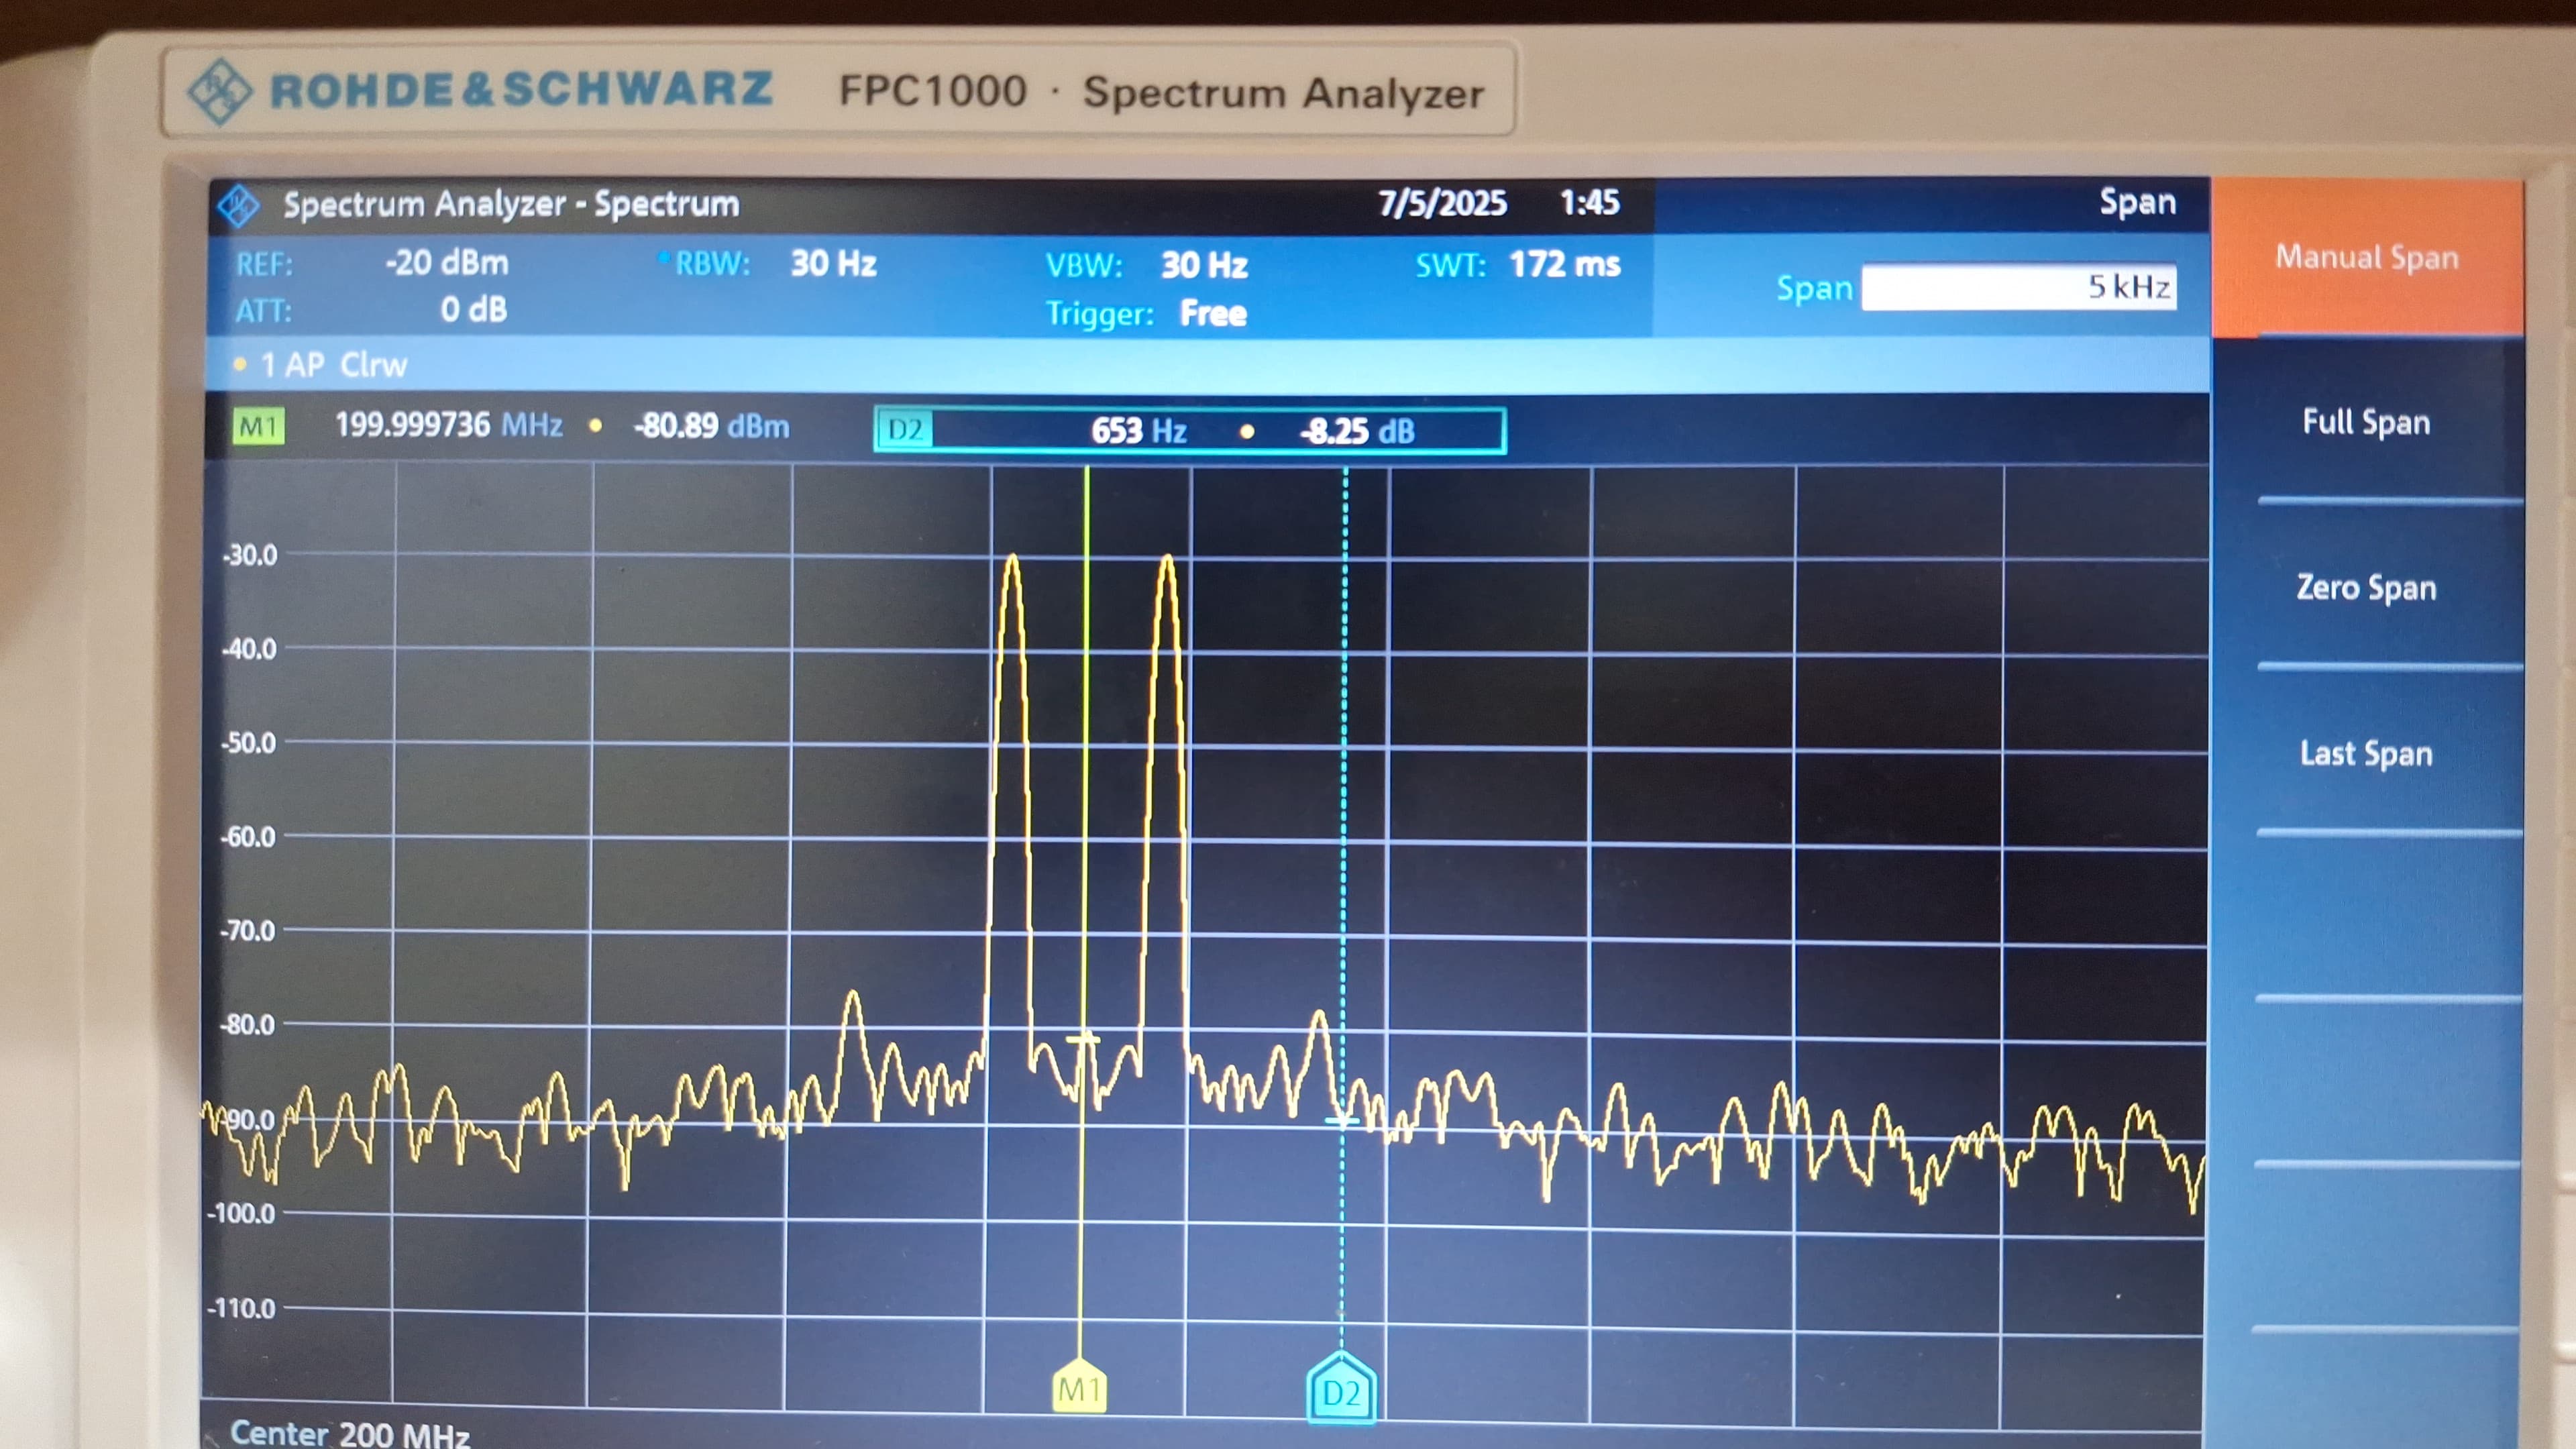 ROHDE&SCHWARZ FPC1000 · Spectrum Analyzer
Spectrum Analyzer - Spectrum 7/5/2025 1:45 Span
REF: -20 dBm RBW: 30 Hz VBW: 30 Hz SWT: 172 ms
ATT: 0 dB Trigger: Free
Span 5 kHz
1 AP Clrw
M1 199.999736 MHz • -80.89 dBm D2 653 Hz • -8.25 dB
-30.0
-40.0
-50.0
-60.0
-70.0
-80.0
-90.0
-100.0
-110.0
M1 D2
Center 200 MHz
Manual Span
Full Span
Zero Span
Last Span